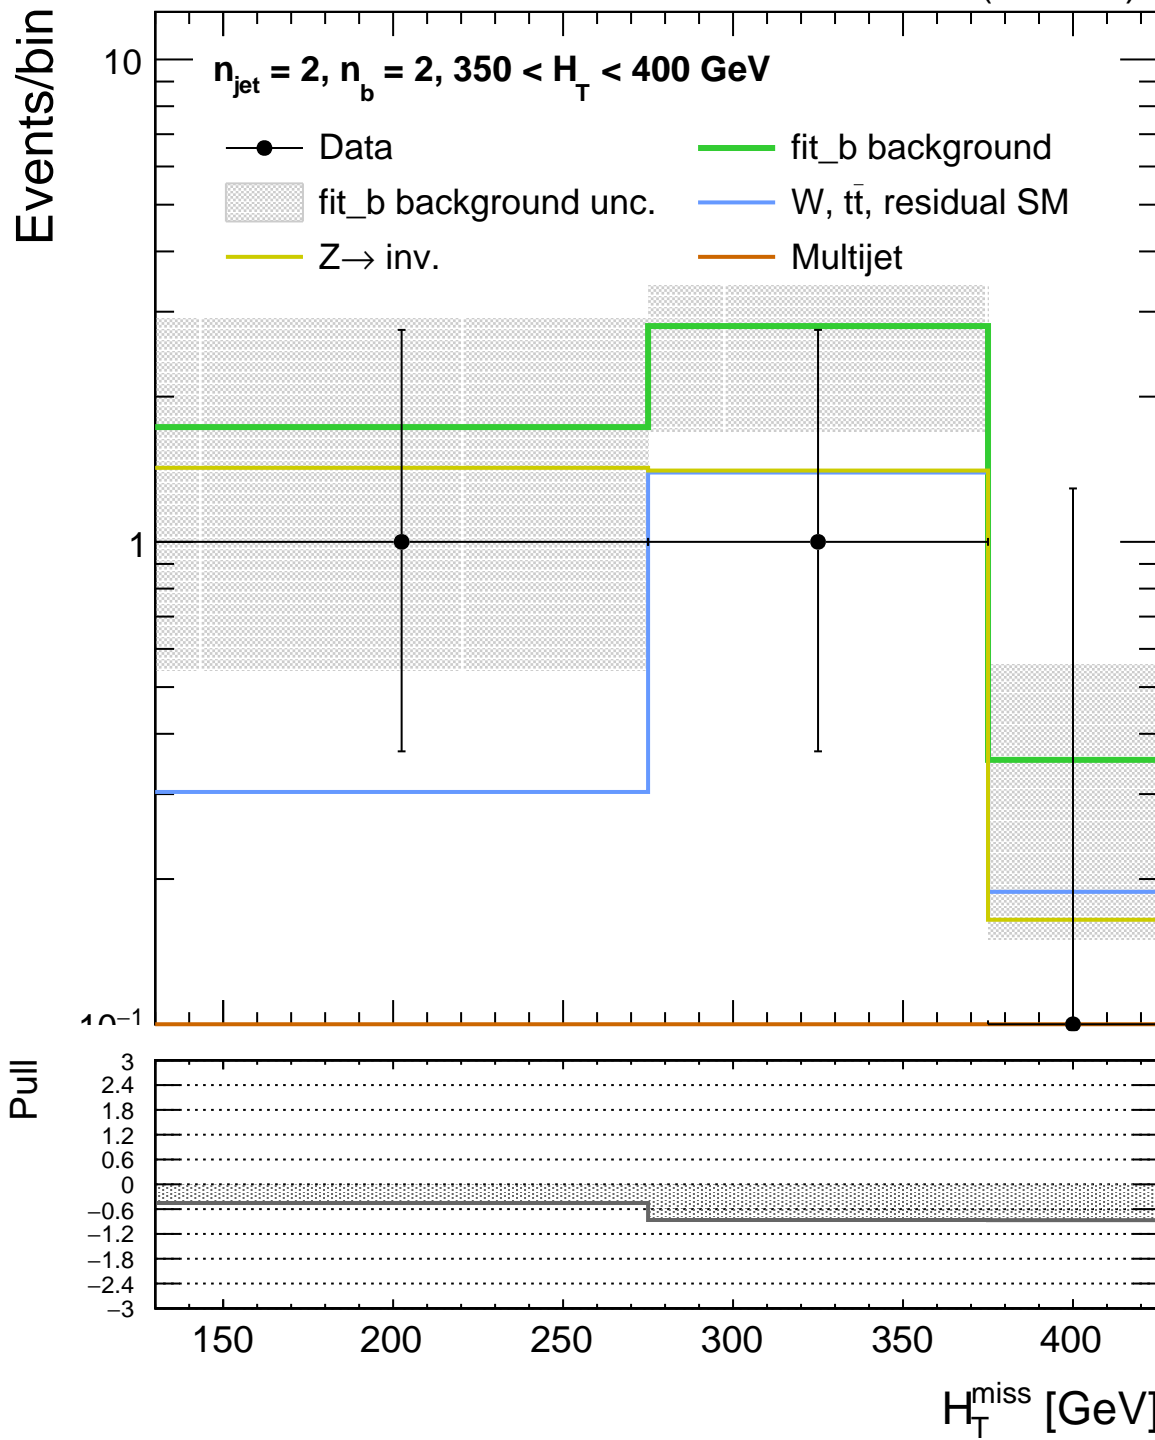 Events/bin
10
1
10⁻¹
n_jet = 2, n_b = 2, 350 < H_T < 400 GeV
Data
fit_b background
fit_b background unc.
W, tt̄, residual SM
Z→ inv.
Multijet
Pull
3
2.4
1.8
1.2
0.6
0
−0.6
−1.2
−1.8
−2.4
−3
150 200 250 300 350 400
H_T^miss [GeV]